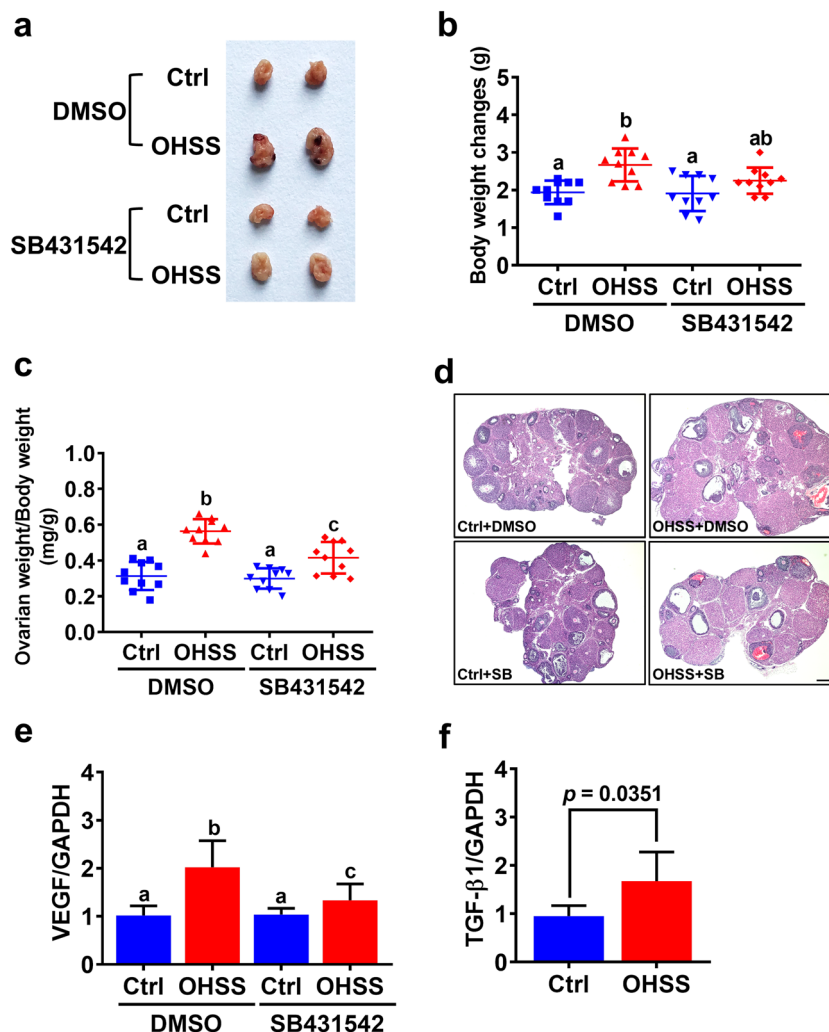 a
DMSO
Ctrl
OHSS
SB431542
Ctrl
OHSS
b
Body weight changes (g)
5
4
3
2
1
0
a
b
a
ab
Ctrl OHSS Ctrl OHSS
DMSO SB431542
c
Ovarian weight/Body weight
(mg/g)
1.0
0.8
0.6
0.4
0.2
0.0
a
b
a
c
Ctrl OHSS Ctrl OHSS
DMSO SB431542
d
Ctrl+DMSO
OHSS+DMSO
Ctrl+SB
OHSS+SB
e
VEGF/GAPDH
4
3
2
1
0
a
b
a
c
Ctrl OHSS Ctrl OHSS
DMSO SB431542
f
TGF-β1/GAPDH
4
3
2
1
0
p = 0.0351
Ctrl OHSS